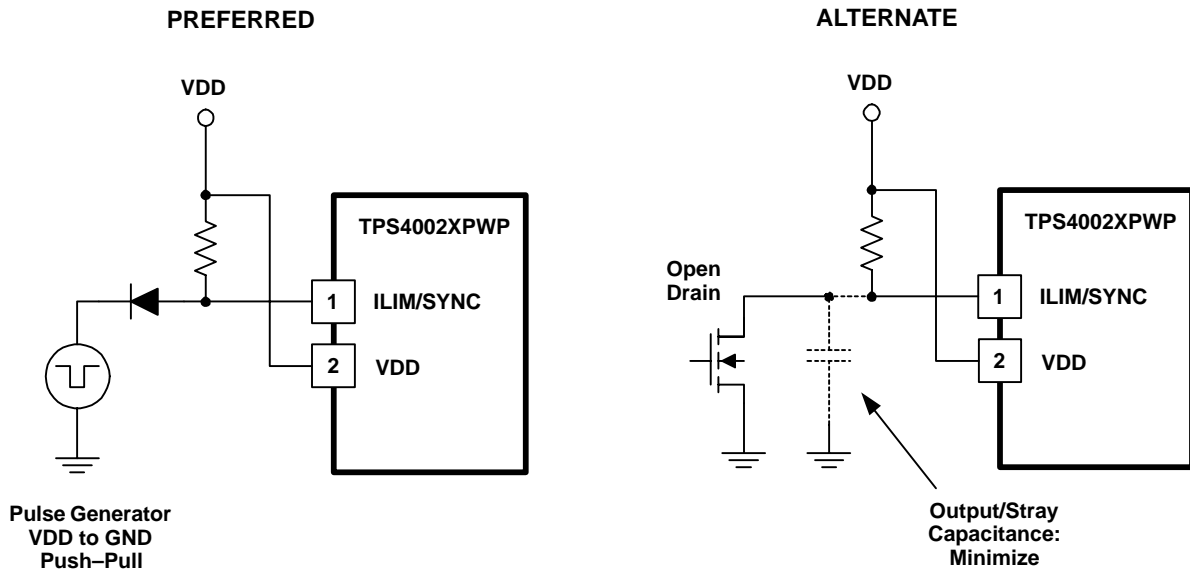 PREFERRED
VDD
TPS4002XPWP
1
ILIM/SYNC
2
VDD
Pulse Generator
VDD to GND
Push–Pull
ALTERNATE
VDD
TPS4002XPWP
Open
Drain
1
ILIM/SYNC
2
VDD
Output/Stray
Capacitance:
Minimize